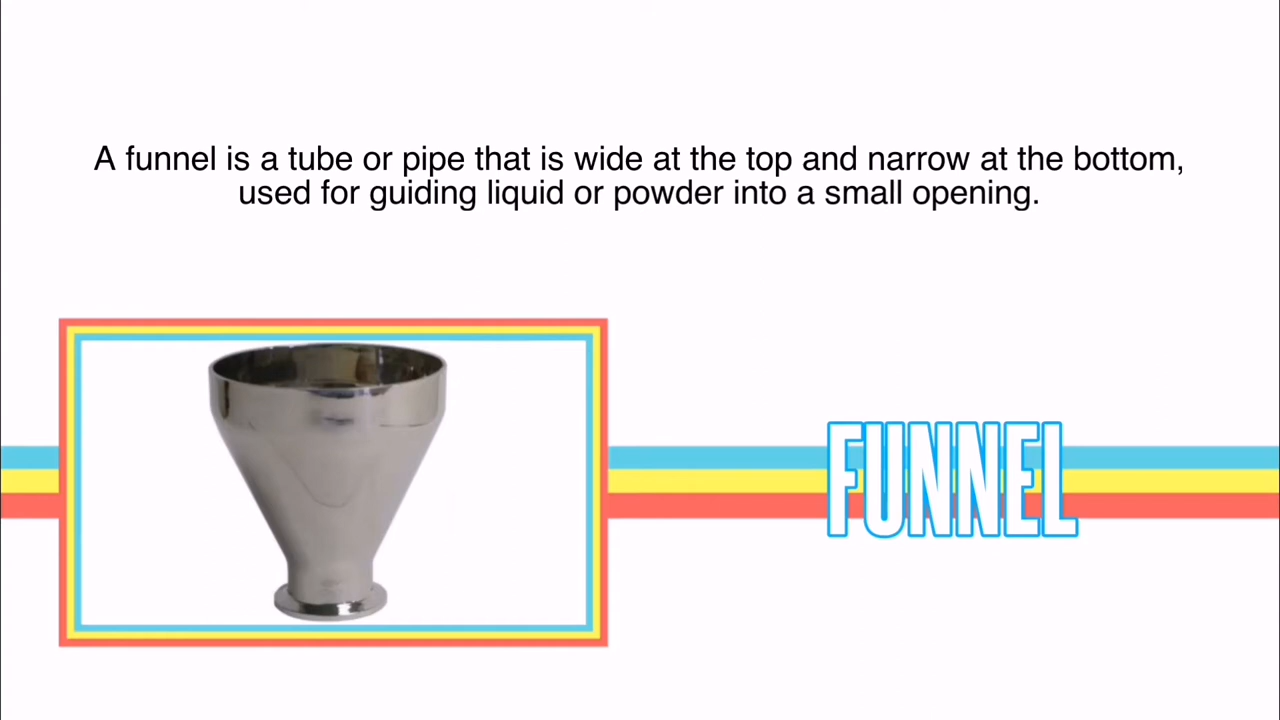 A funnel is a tube or pipe that is wide at the top and narrow at the bottom,
used for guiding liquid or powder into a small opening.
FUNNEL